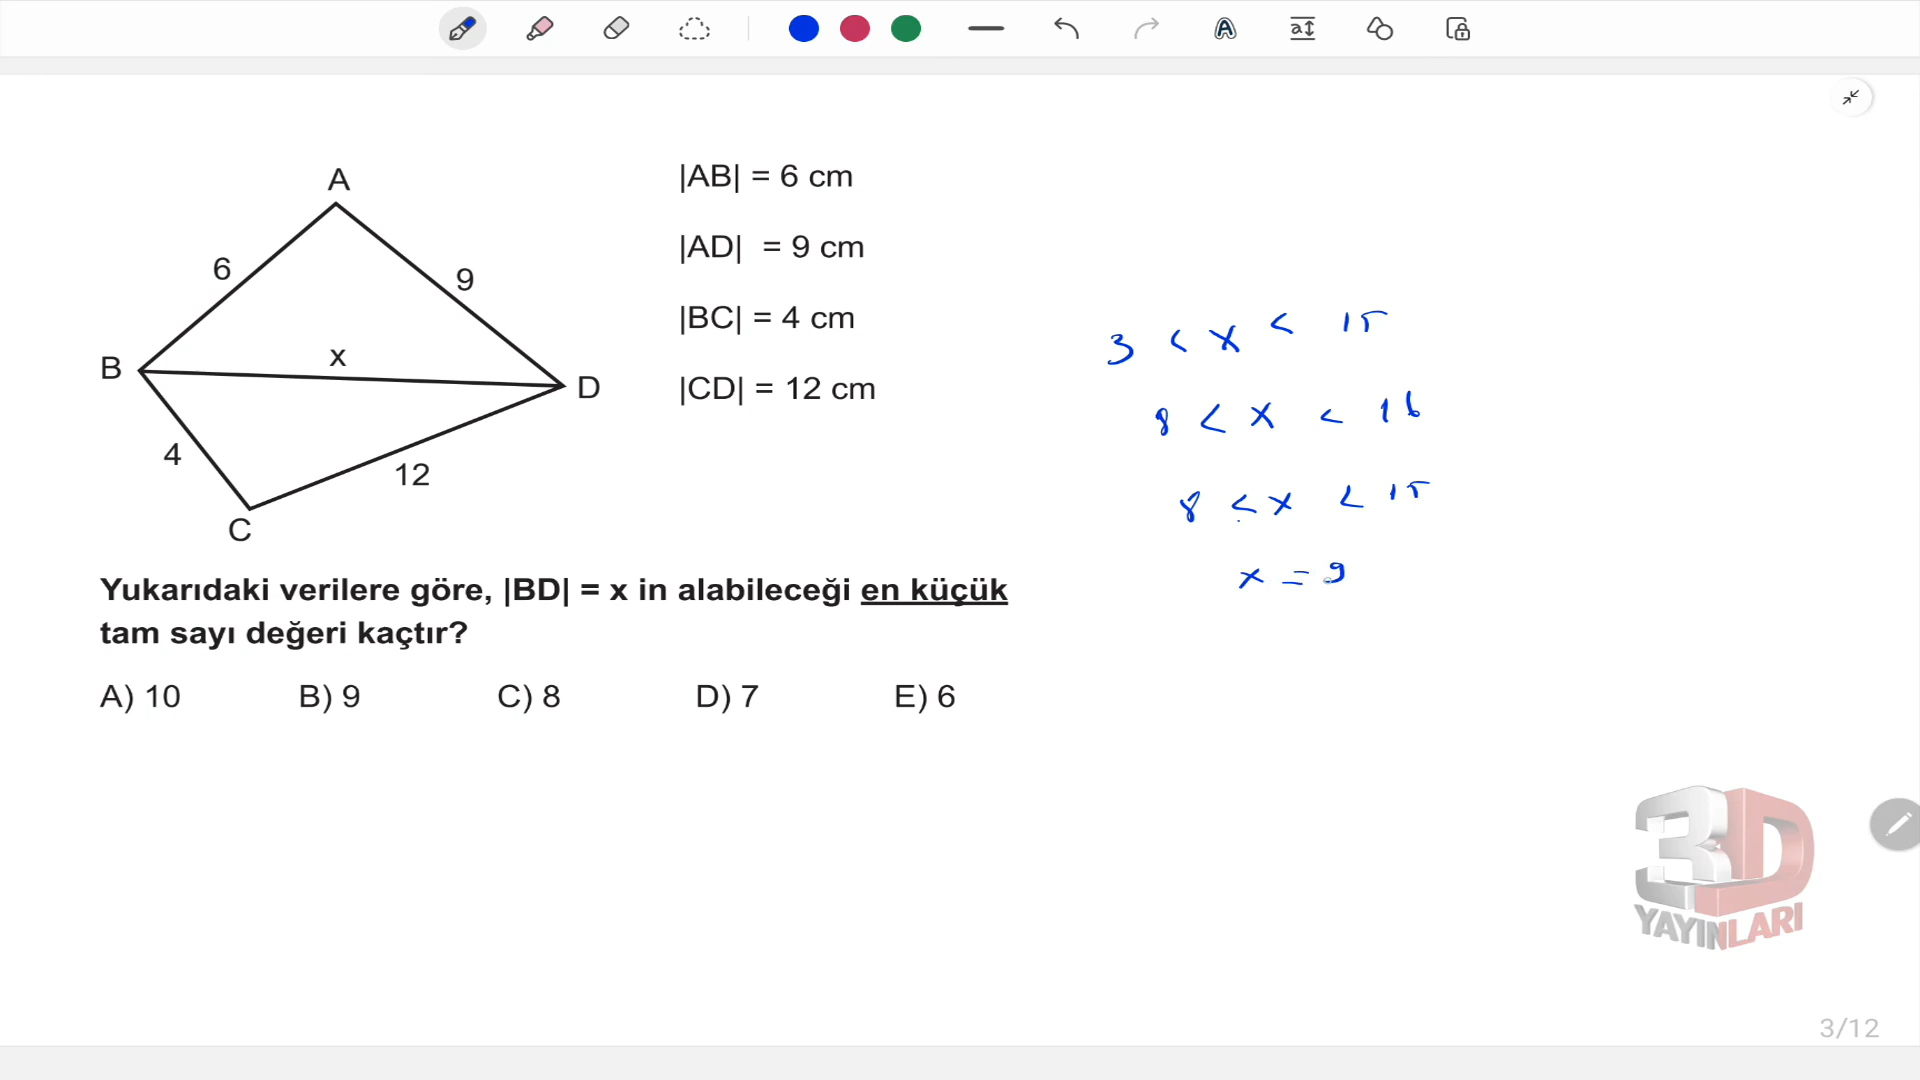 A
6
9
x
B
D
4
12
C
|AB| = 6 cm
|AD| = 9 cm
|BC| = 4 cm
|CD| = 12 cm
3 < x < 15
8 < x < 16
8 < x < 15
x = 9
Yukarıdaki verilere göre, |BD| = x in alabileceği en küçük
tam sayı değeri kaçtır?
A) 10 B) 9 C) 8 D) 7 E) 6
3D
YAYINLARI
3/12